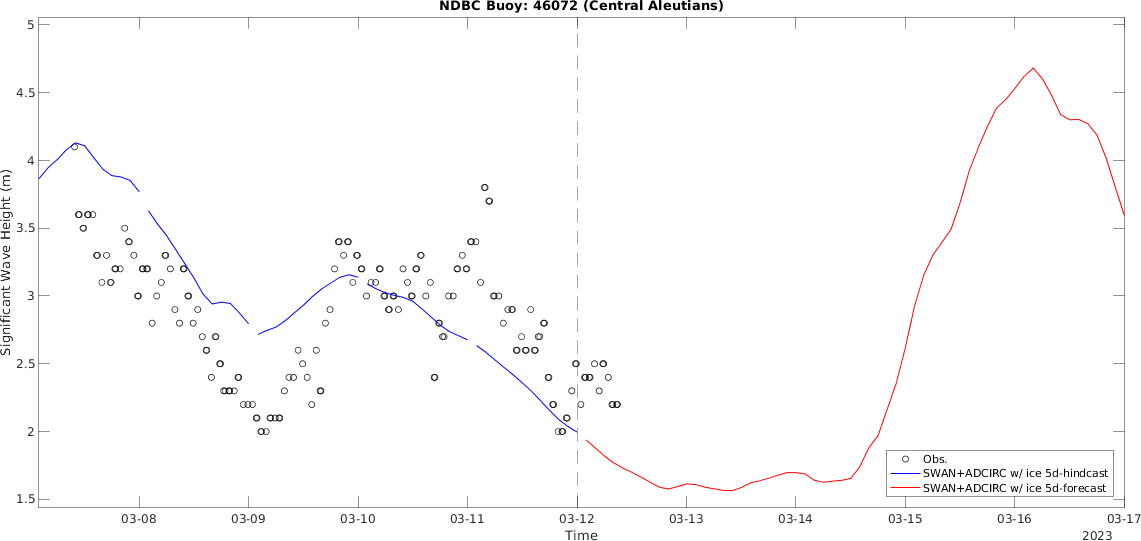 NDBC Buoy: 46072 (Central Aleutians)
5
4.5
4
3.5
3
2.5
2
1.5
Significant Wave Height (m)
Obs.
SWAN+ADCIRC w/ ice 5d-hindcast
SWAN+ADCIRC w/ ice 5d-forecast
03-08 03-09 03-10 03-11 03-12 03-13 03-14 03-15 03-16 03-17
Time
2023